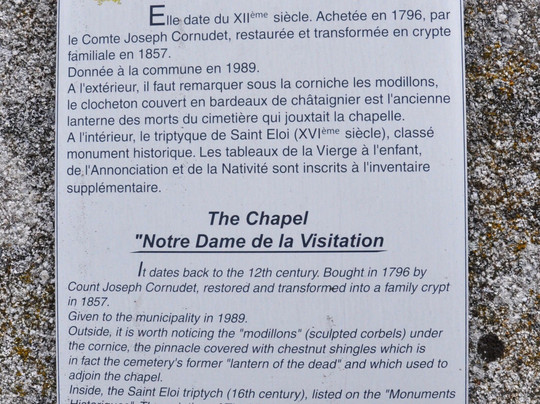 Elle date du XIIème siècle. Achetée en 1796, par
le Comte Joseph Cornudet, restaurée et transformée en crypte
familiale en 1857.
Donnée à la commune en 1989.
A l'extérieur, il faut remarquer sous la corniche les modillons,
le clocheton couvert en bardeaux de châtaignier est l'ancienne
lanterne des morts du cimetière qui jouxtait la chapelle.
A l'intérieur, le triptyque de Saint Eloi (XVIème siècle), classé
monument historique. Les tableaux de la Vierge à l'enfant,
de l'Annonciation et de la Nativité sont inscrits à l'inventaire
supplémentaire.
The Chapel
"Notre Dame de la Visitation
It dates back to the 12th century. Bought in 1796 by
Count Joseph Cornudet, restored and transformed into a family crypt
in 1857.
Given to the municipality in 1989.
Outside, it is worth noticing the "modillons" (sculpted corbels) under
the cornice, the pinnacle covered with chestnut shingles which is
in fact the cemetery's former "lantern of the dead" and which used to
adjoin the chapel.
Inside, the Saint Eloi triptych (16th century), listed on the "Monuments